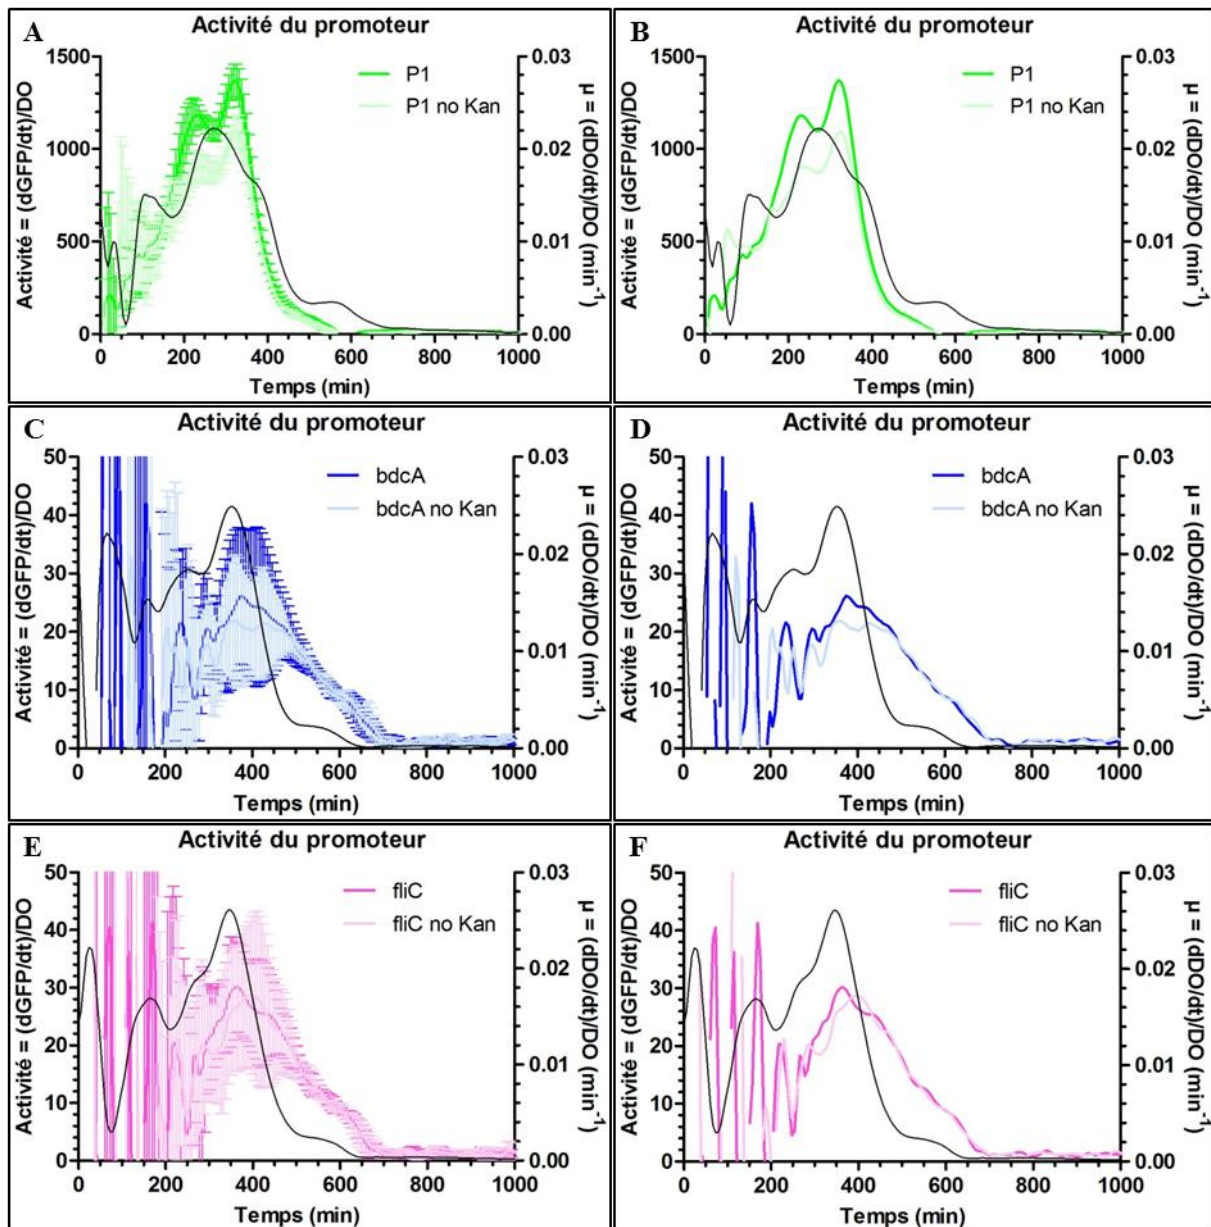 A
Activité du promoteur
P1
P1 no Kan
Activité = (dGFP/dt)/DO
1500
1000
500
0
0.03
0.02
0.01
0.00
µ = (dDO/dt)/DO (min⁻¹)
0 200 400 600 800 1000
Temps (min)
B
Activité du promoteur
P1
P1 no Kan
Activité = (dGFP/dt)/DO
1500
1000
500
0
0.03
0.02
0.01
0.00
µ = (dDO/dt)/DO (min⁻¹)
0 200 400 600 800 1000
Temps (min)
C
Activité du promoteur
bdcA
bdcA no Kan
Activité = (dGFP/dt)/DO
50
40
30
20
10
0
0.03
0.02
0.01
0.00
µ = (dDO/dt)/DO (min⁻¹)
0 200 400 600 800 1000
Temps (min)
D
Activité du promoteur
bdcA
bdcA no Kan
Activité = (dGFP/dt)/DO
50
40
30
20
10
0
0.03
0.02
0.01
0.00
µ = (dDO/dt)/DO (min⁻¹)
0 200 400 600 800 1000
Temps (min)
E
Activité du promoteur
fliC
fliC no Kan
Activité = (dGFP/dt)/DO
50
40
30
20
10
0
0.03
0.02
0.01
0.00
µ = (dDO/dt)/DO (min⁻¹)
0 200 400 600 800 1000
Temps (min)
F
Activité du promoteur
fliC
fliC no Kan
Activité = (dGFP/dt)/DO
50
40
30
20
10
0
0.03
0.02
0.01
0.00
µ = (dDO/dt)/DO (min⁻¹)
0 200 400 600 800 1000
Temps (min)